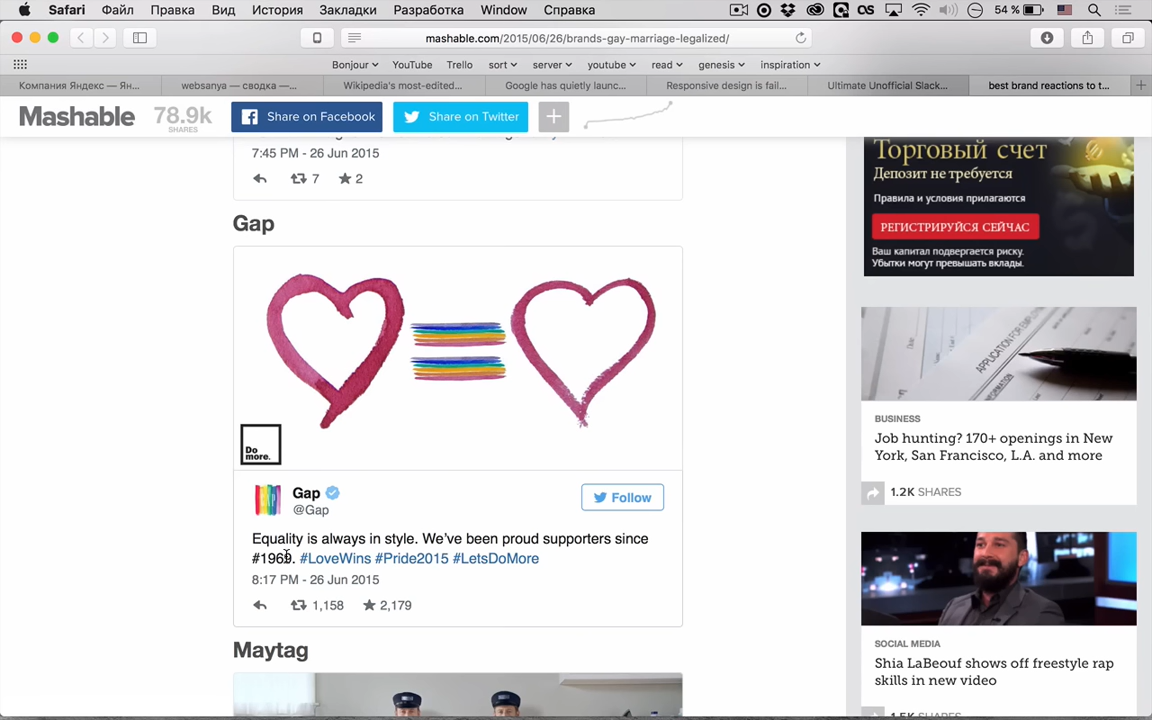 Safari Файл Правка Вид История Закладки Разработка Window Справка 54 %
mashable.com/2015/06/26/brands-gay-marriage-legalized/
Bonjour YouTube Trello sort server youtube read genesis inspiration
Компания Яндекс — Ян... websanya — сводка —... Wikipedia's most-edited... Google has quietly launc... Responsive design is fail... Ultimate Unofficial Slack... best brand reactions to t...
Mashable 78.9k SHARES Share on Facebook Share on Twitter
7:45 PM - 26 Jun 2015
7 2
Gap
Do
more.
Gap
@Gap
Follow
Equality is always in style. We've been proud supporters since
#1969. #LoveWins #Pride2015 #LetsDoMore
8:17 PM - 26 Jun 2015
1,158 2,179
Maytag
Торговый счет
Депозит не требуется
Правила и условия прилагаются
РЕГИСТРИРУЙСЯ СЕЙЧАС
Ваш капитал подвергается риску.
Убытки могут превышать вклады.
APPLICATION FOR EMPLOY
BUSINESS
Job hunting? 170+ openings in New
York, San Francisco, L.A. and more
1.2K SHARES
SOCIAL MEDIA
Shia LaBeouf shows off freestyle rap
skills in new video